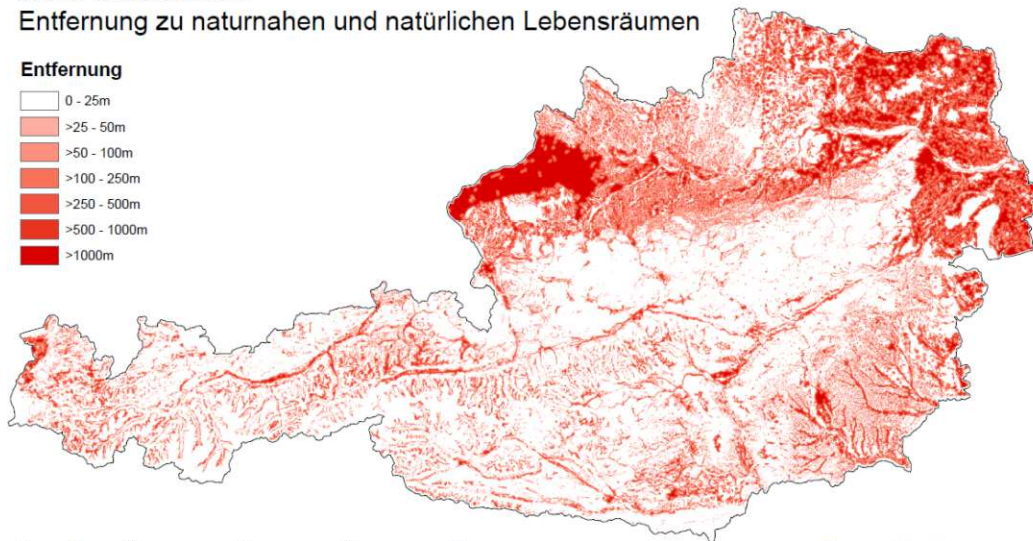 Entfernung zu naturnahen und natürlichen Lebensräumen
Entfernung
0 - 25m
>25 - 50m
>50 - 100m
>100 - 250m
>250 - 500m
>500 - 1000m
>1000m